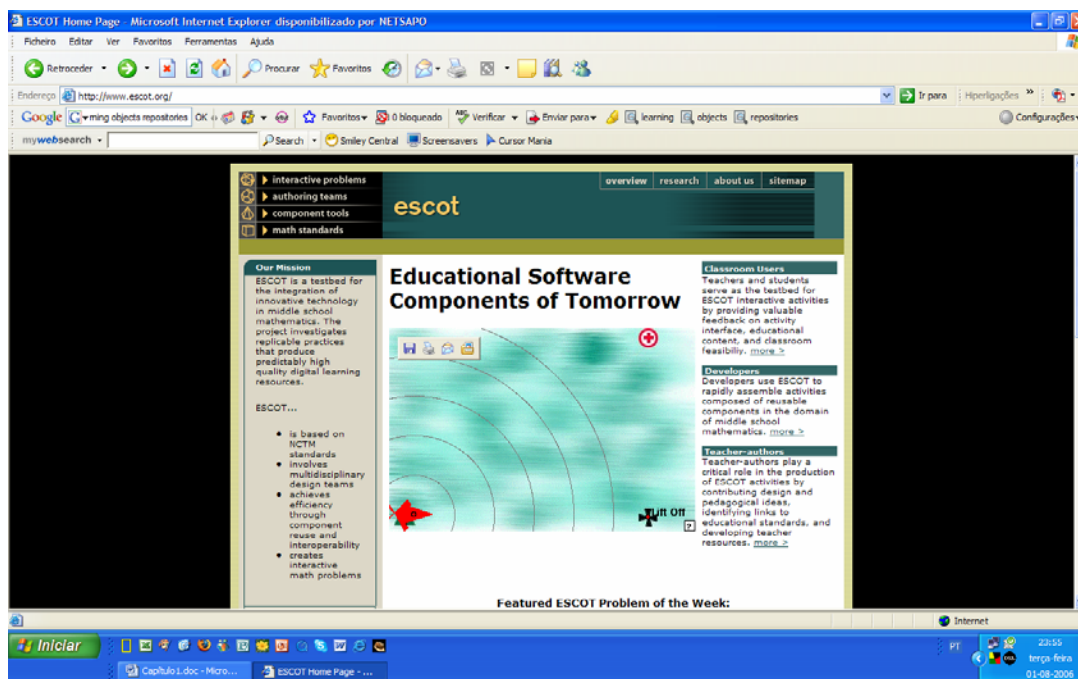 ESCOT Home Page - Microsoft Internet Explorer disponibilizado por NETSAPO
Ficheiro Editar Ver Favoritos Ferramentas Ajuda
Retroceder Procurar Favoritos
Endereço http://www.escot.org/ Ir para Hiperligações »
Google G ming objects repositories OK Favoritos 0 bloqueado Verificar Enviar para learning objects repositories Configurações
mywebsearch Search Smiley Central Screensavers Cursor Mania
interactive problems
authoring teams
component tools
math standards
escot
overview research about us sitemap
Our Mission
ESCOT is a testbed for
the integration of
innovative technology
in middle school
mathematics. The
project investigates
replicable practices
that produce
predictably high
quality digital learning
resources.
ESCOT...
• is based on
NCTM
standards
• involves
multidisciplinary
design teams
• achieves
efficiency
through
component
reuse and
interoperability
• creates
interactive
math problems
Educational Software
Components of Tomorrow
Lift Off
?
Featured ESCOT Problem of the Week:
Classroom Users
Teachers and students
serve as the testbed for
ESCOT interactive activities
by providing valuable
feedback on activity
interface, educational
content, and classroom
feasibiliy. more >
Developers
Developers use ESCOT to
rapidly assemble activities
composed of reusable
components in the domain
of middle school
mathematics. more >
Teacher-authors
Teacher-authors play a
critical role in the production
of ESCOT activities by
contributing design and
pedagogical ideas,
identifying links to
educational standards, and
developing teacher
resources. more >
Internet
Iniciar
PT
23:55
terça-feira
01-08-2006
Capítulo1.doc - Micro...
ESCOT Home Page - ...